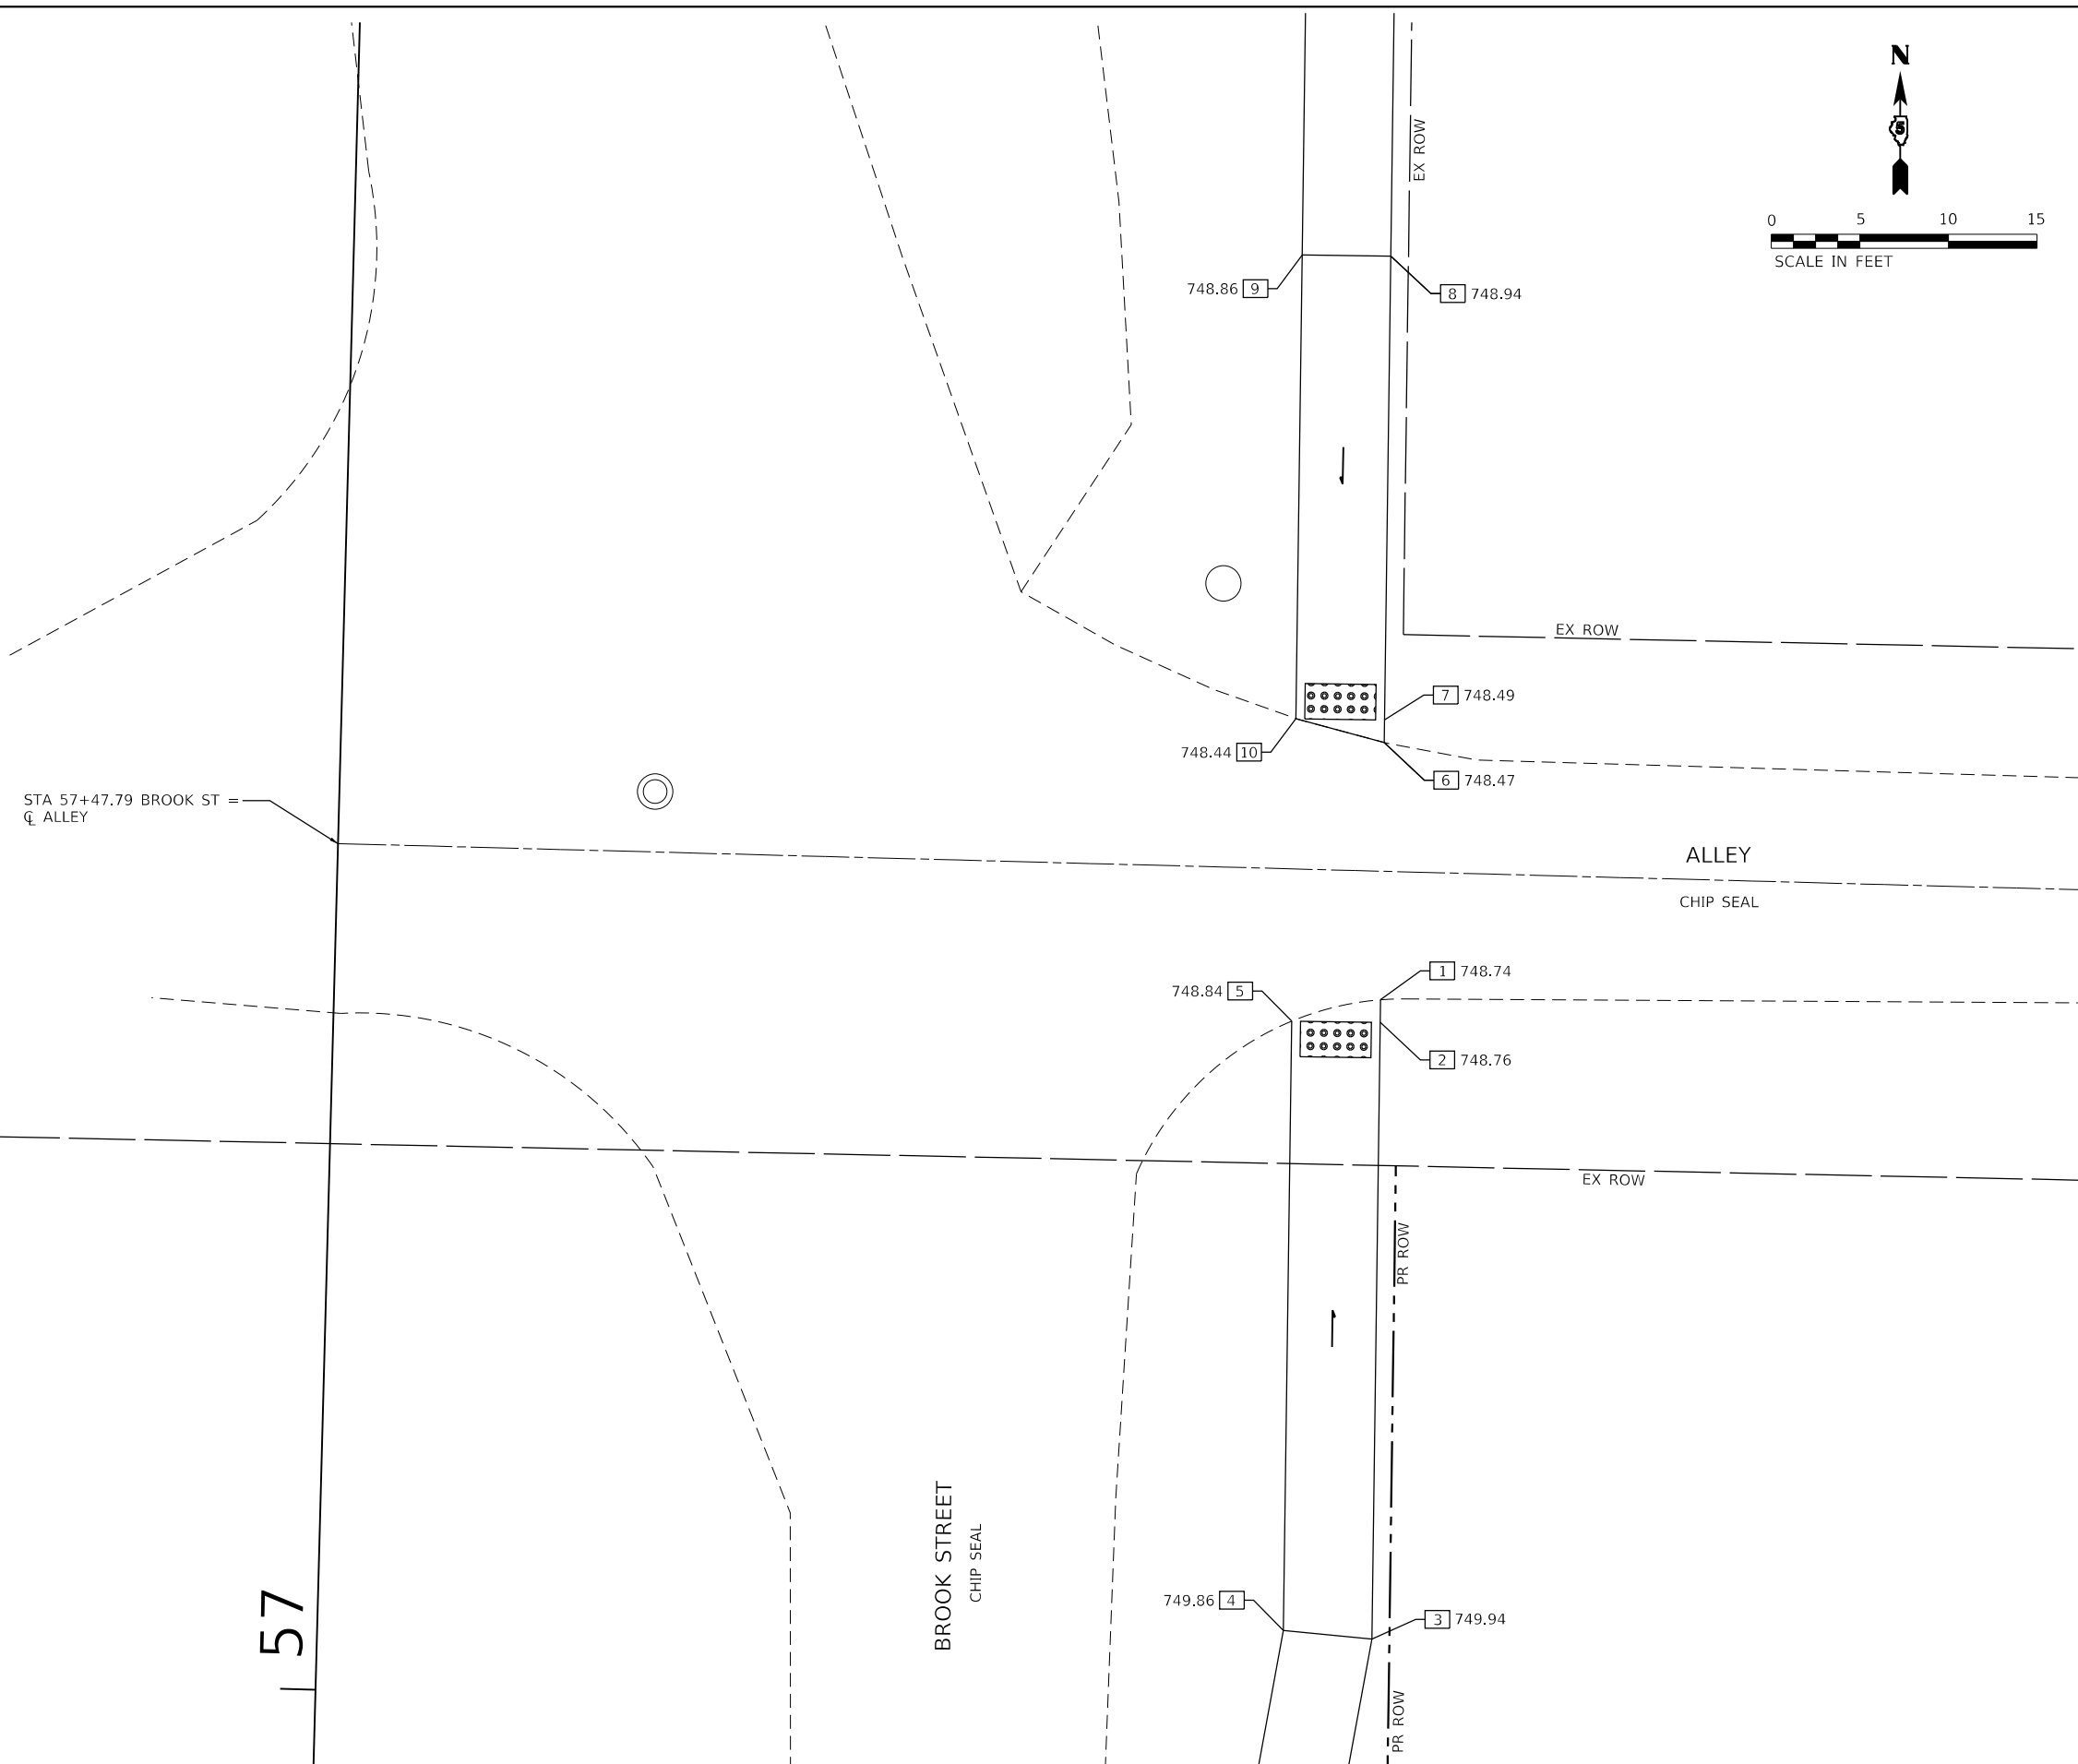 N
5
0 5 10 15
SCALE IN FEET
EX ROW
748.86 9
8 748.94
EX ROW
7 748.49
748.44 10
6 748.47
STA 57+47.79 BROOK ST =
℄ ALLEY
ALLEY
CHIP SEAL
1 748.74
748.84 5
2 748.76
EX ROW
PR ROW
BROOK STREET
CHIP SEAL
57
749.86 4
3 749.94
PR ROW